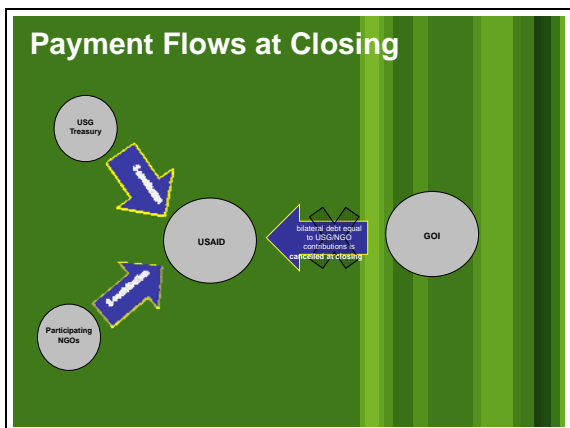 Payment Flows at Closing
USG
Treasury
USAID
bilateral debt equal
to USG/NGO
contributions is
cancelled at closing
GOI
Participating
NGOs